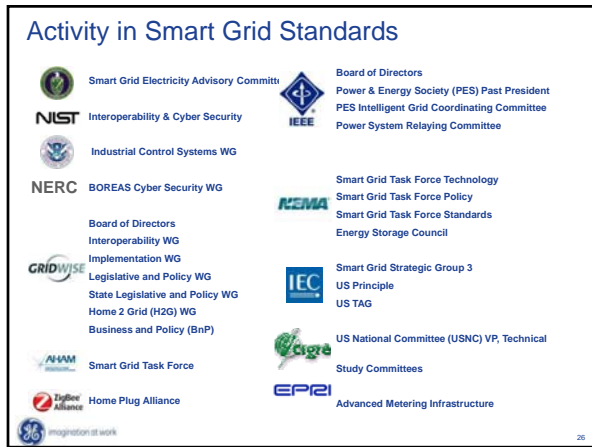 Activity in Smart Grid Standards
Smart Grid Electricity Advisory Committe
NIST
Interoperability & Cyber Security
Industrial Control Systems WG
NERC
BOREAS Cyber Security WG
GRIDWISE
Board of Directors
Interoperability WG
Implementation WG
Legislative and Policy WG
State Legislative and Policy WG
Home 2 Grid (H2G) WG
Business and Policy (BnP)
AHAM
Smart Grid Task Force
ZigBee
Alliance
Home Plug Alliance
IEEE
Board of Directors
Power & Energy Society (PES) Past President
PES Intelligent Grid Coordinating Committee
Power System Relaying Committee
NEMA
Smart Grid Task Force Technology
Smart Grid Task Force Policy
Smart Grid Task Force Standards
Energy Storage Council
IEC
Smart Grid Strategic Group 3
US Principle
US TAG
Cigré
US National Committee (USNC) VP, Technical
Study Committees
EPRI
Advanced Metering Infrastructure
imagination at work
26